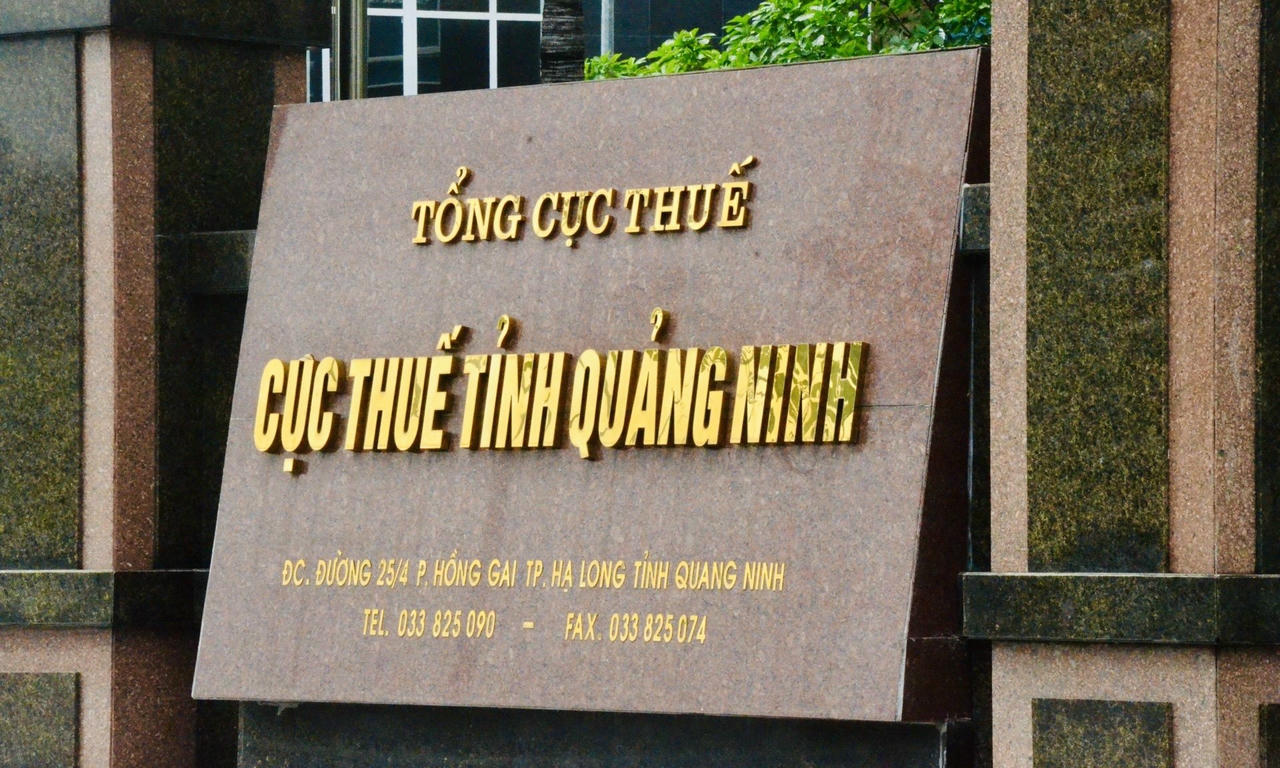 TỔNG CỤC THUẾ
CỤC THUẾ TỈNH QUẢNG NINH
ĐC. ĐƯỜNG 25/4 P. HỒNG GAI TP. HẠ LONG TỈNH QUANG NINH
TEL. 033 825 090 - FAX. 033 825 074